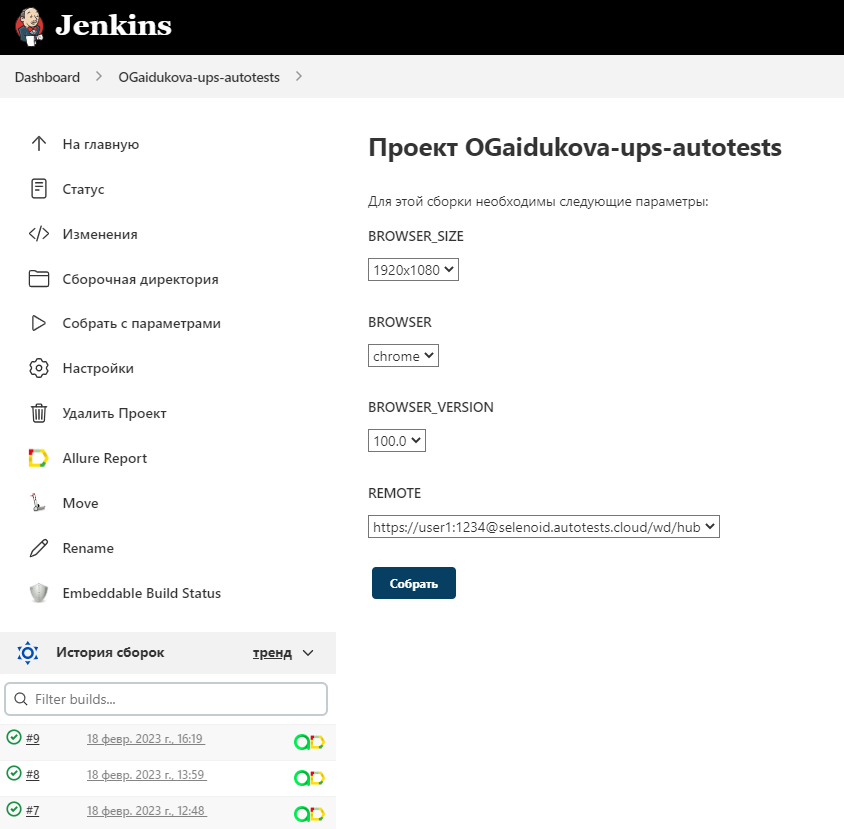 Jenkins
Dashboard
OGaidukova-ups-autotests
На главную
Статус
Изменения
Сборочная директория
Собрать с параметрами
Настройки
Удалить Проект
Allure Report
Move
Rename
Embeddable Build Status
История сборок тренд
Filter builds...
#9 18 февр. 2023 г., 16:19
#8 18 февр. 2023 г., 13:59
#7 18 февр. 2023 г., 12:48
Проект OGaidukova-ups-autotests
Для этой сборки необходимы следующие параметры:
BROWSER_SIZE
1920x1080
BROWSER
chrome
BROWSER_VERSION
100.0
REMOTE
https://user1:1234@selenoid.autotests.cloud/wd/hub
Собрать